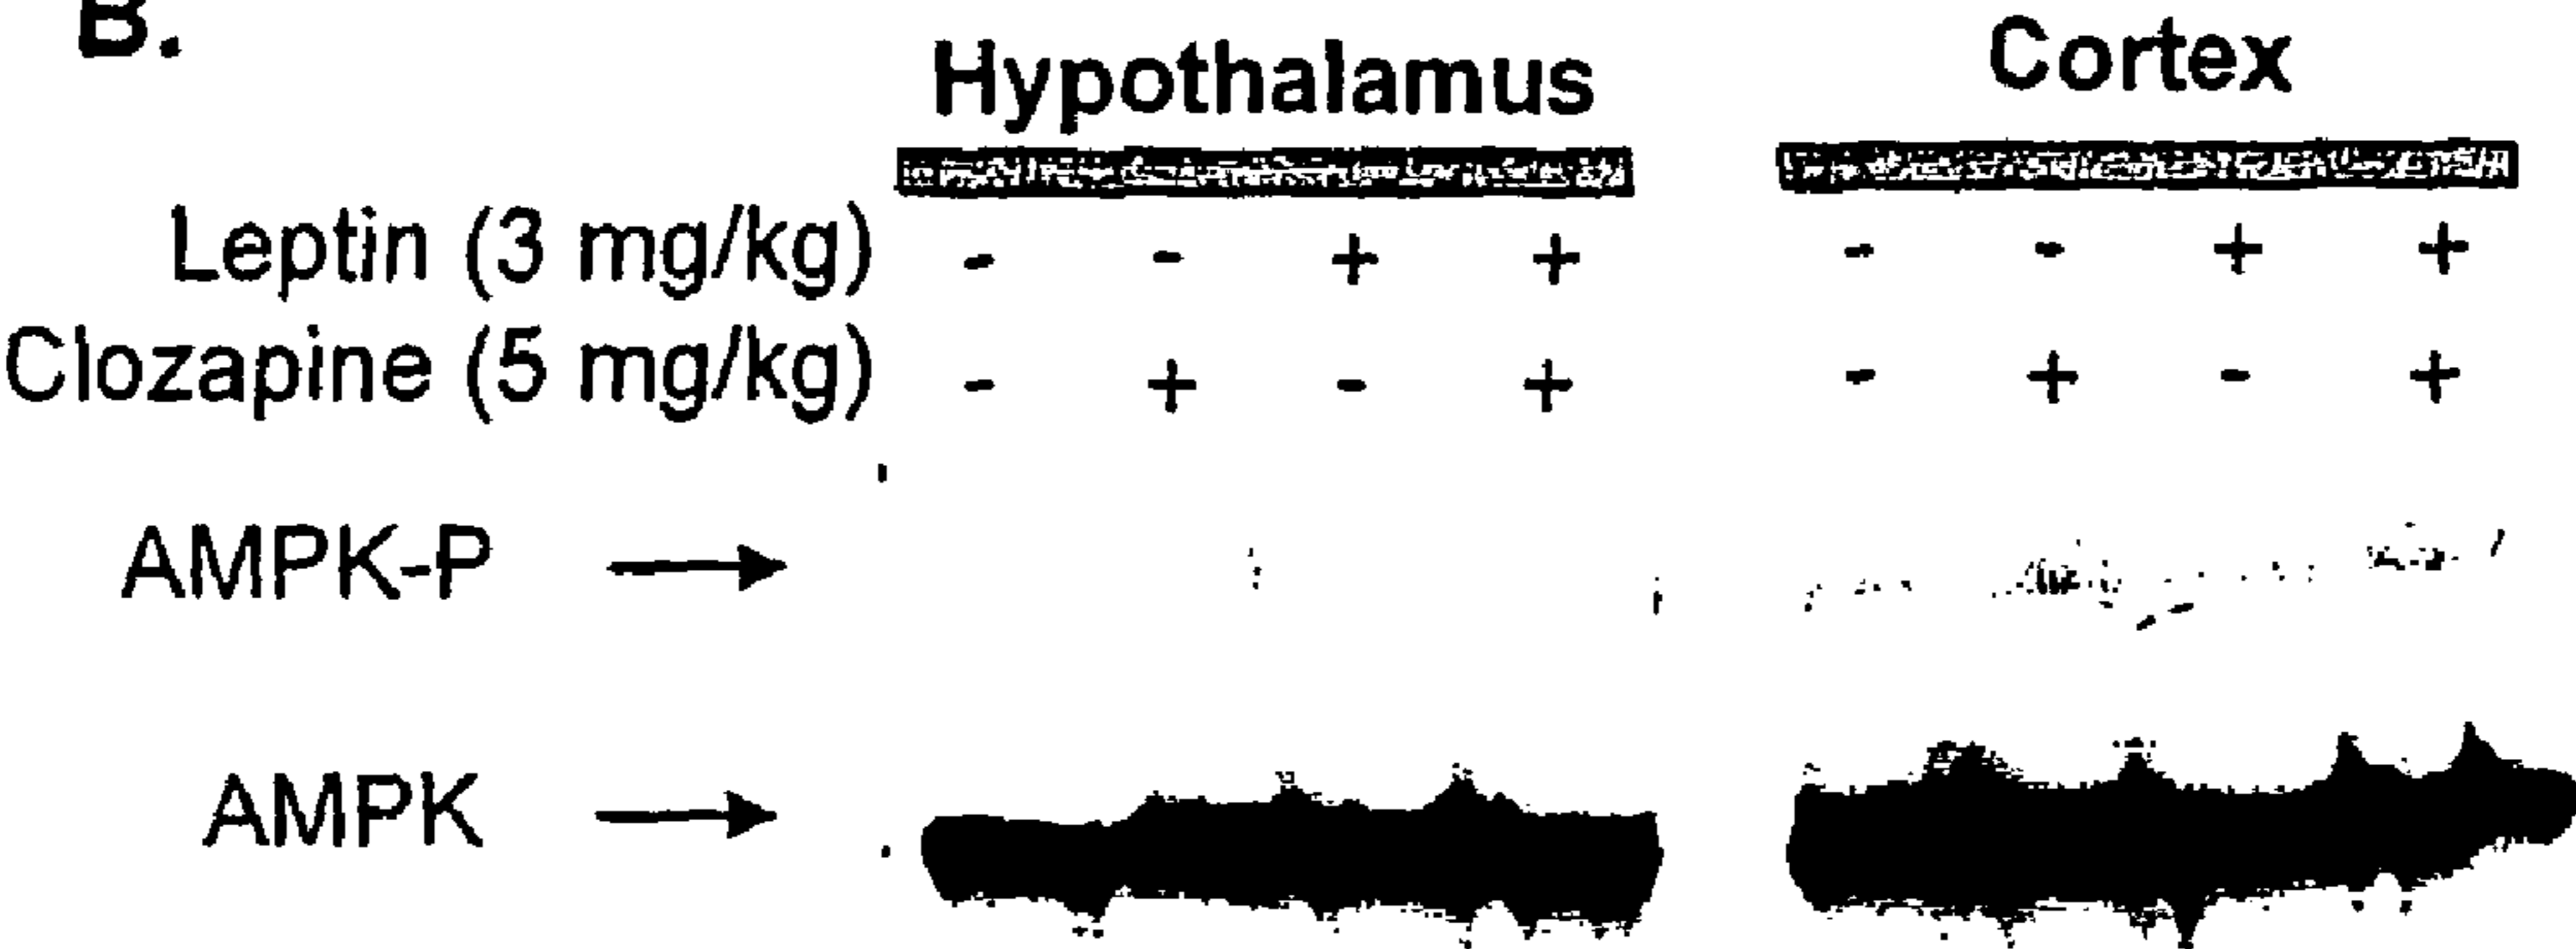 B.
Hypothalamus Cortex
Leptin (3 mg/kg) - - + + - - + +
Clozapine (5 mg/kg) - + - + - + - +
AMPK-P
AMPK